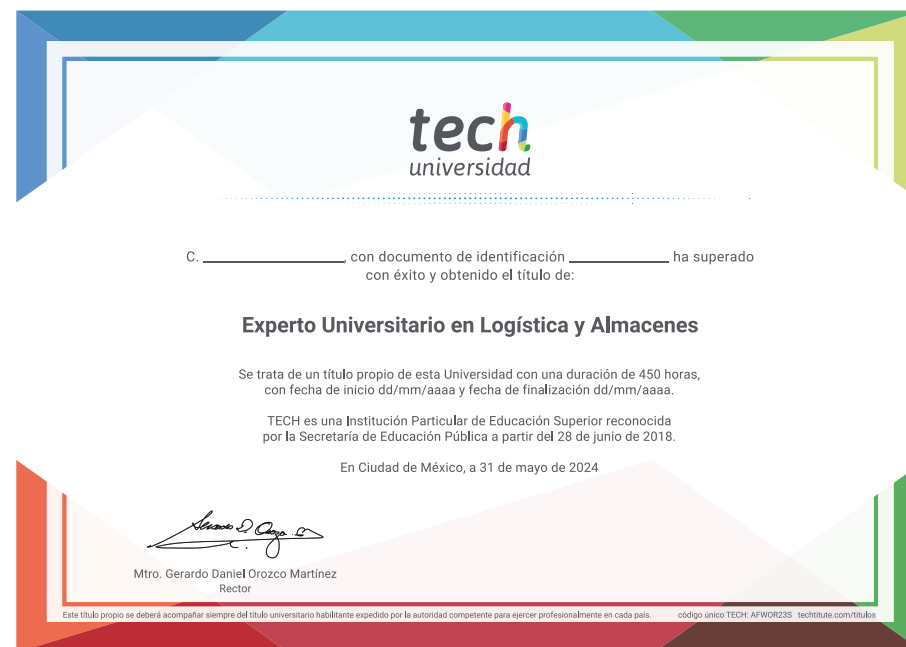 tech
universidad
C. ____________, con documento de identificación ____________ ha superado
con éxito y obtenido el título de:
Experto Universitario en Logística y Almacenes
Se trata de un título propio de esta Universidad con una duración de 450 horas,
con fecha de inicio dd/mm/aaaa y fecha de finalización dd/mm/aaaa.
TECH es una Institución Particular de Educación Superior reconocida
por la Secretaría de Educación Pública a partir del 28 de junio de 2018.
En Ciudad de México, a 31 de mayo de 2024
Mtro. Gerardo Daniel Orozco Martínez
Rector
Este título propio se deberá acompañar siempre del título universitario habilitante expedido por la autoridad competente para ejercer profesionalmente en cada país. código único TECH: AFWOR23S techtitute.com/titulos